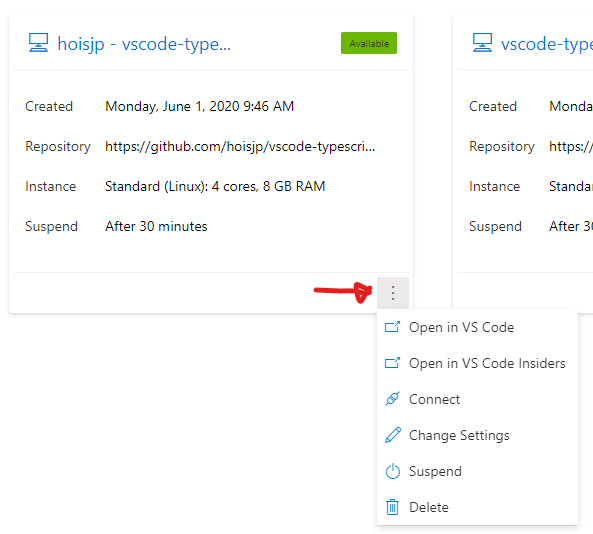 hoisjp - vscode-type...
Available
Created Monday, June 1, 2020 9:46 AM
Repository https://github.com/hoisjp/vscode-typescri...
Instance Standard (Linux): 4 cores, 8 GB RAM
Suspend After 30 minutes
Open in VS Code
Open in VS Code Insiders
Connect
Change Settings
Suspend
Delete
vscode-type
Created Monda
Repository https://
Instance Standa
Suspend After 3